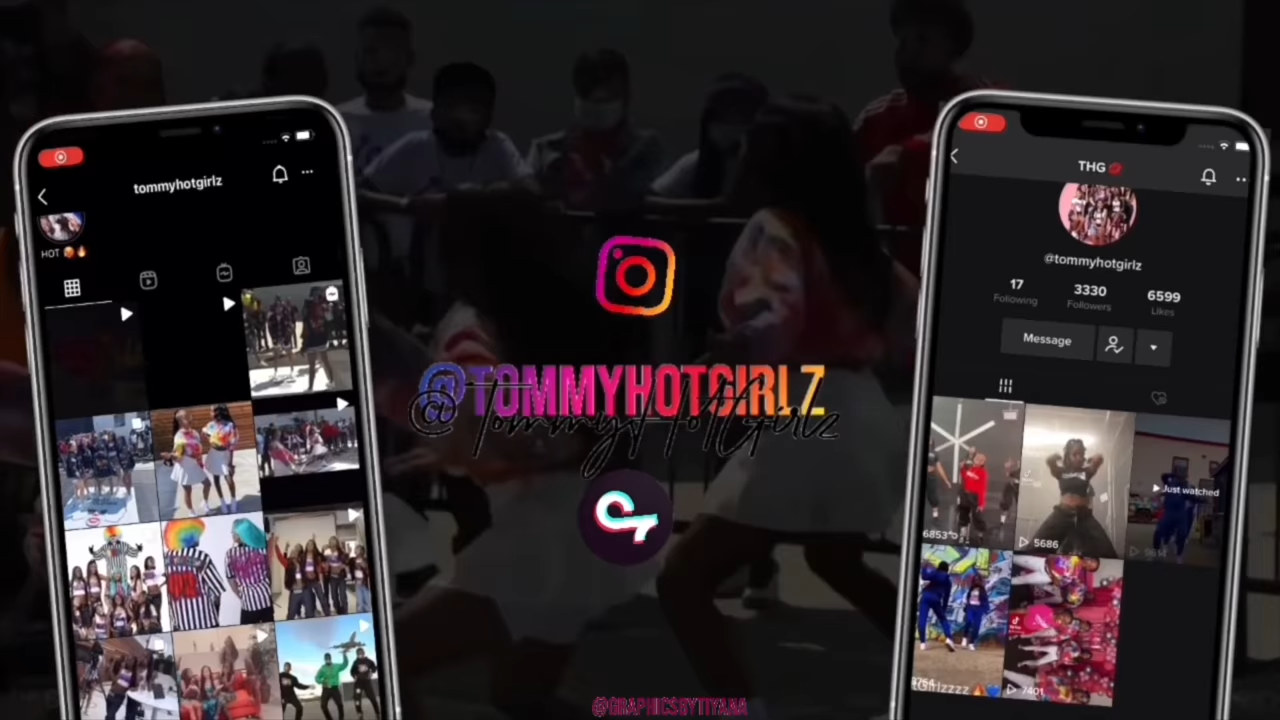 tommyhotgirlz
HOT 🥵🔥
@TOMMYHOTGIRLZ
@TommyHotGirlz
THG💋
@tommyhotgirlz
17
3330
6599
Following
Followers
Likes
Message
Just watched
6853
5686
7401
@GRAPHICSBYTIYANA